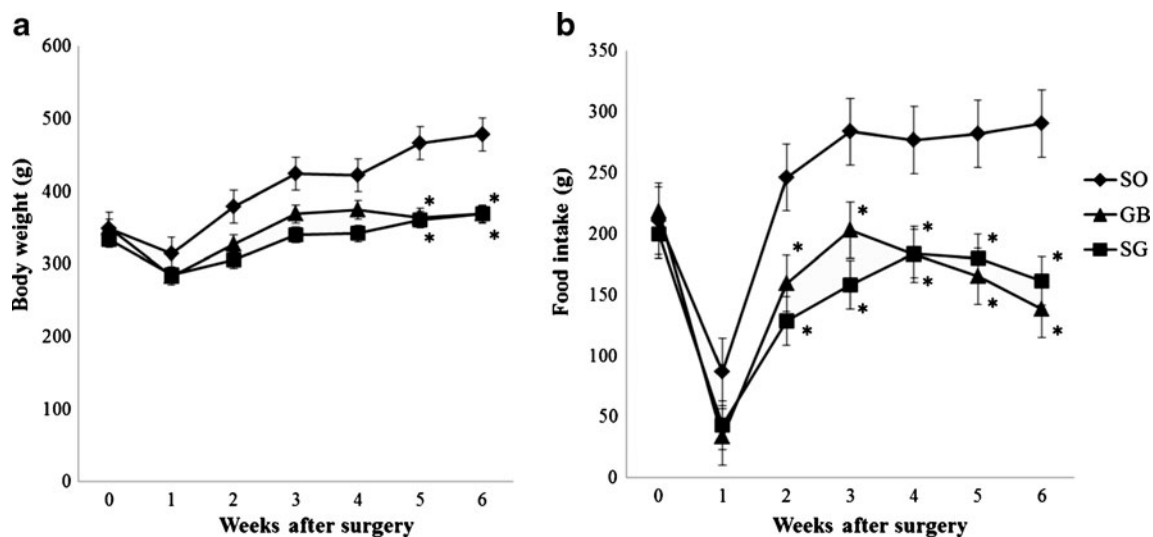 a
600
500
400
300
200
100
0
Body weight (g)
* *
* *
0 1 2 3 4 5 6
Weeks after surgery
b
350
300
250
200
150
100
50
0
Food intake (g)
* * * * *
* * * * *
0 1 2 3 4 5 6
Weeks after surgery
SO
GB
SG